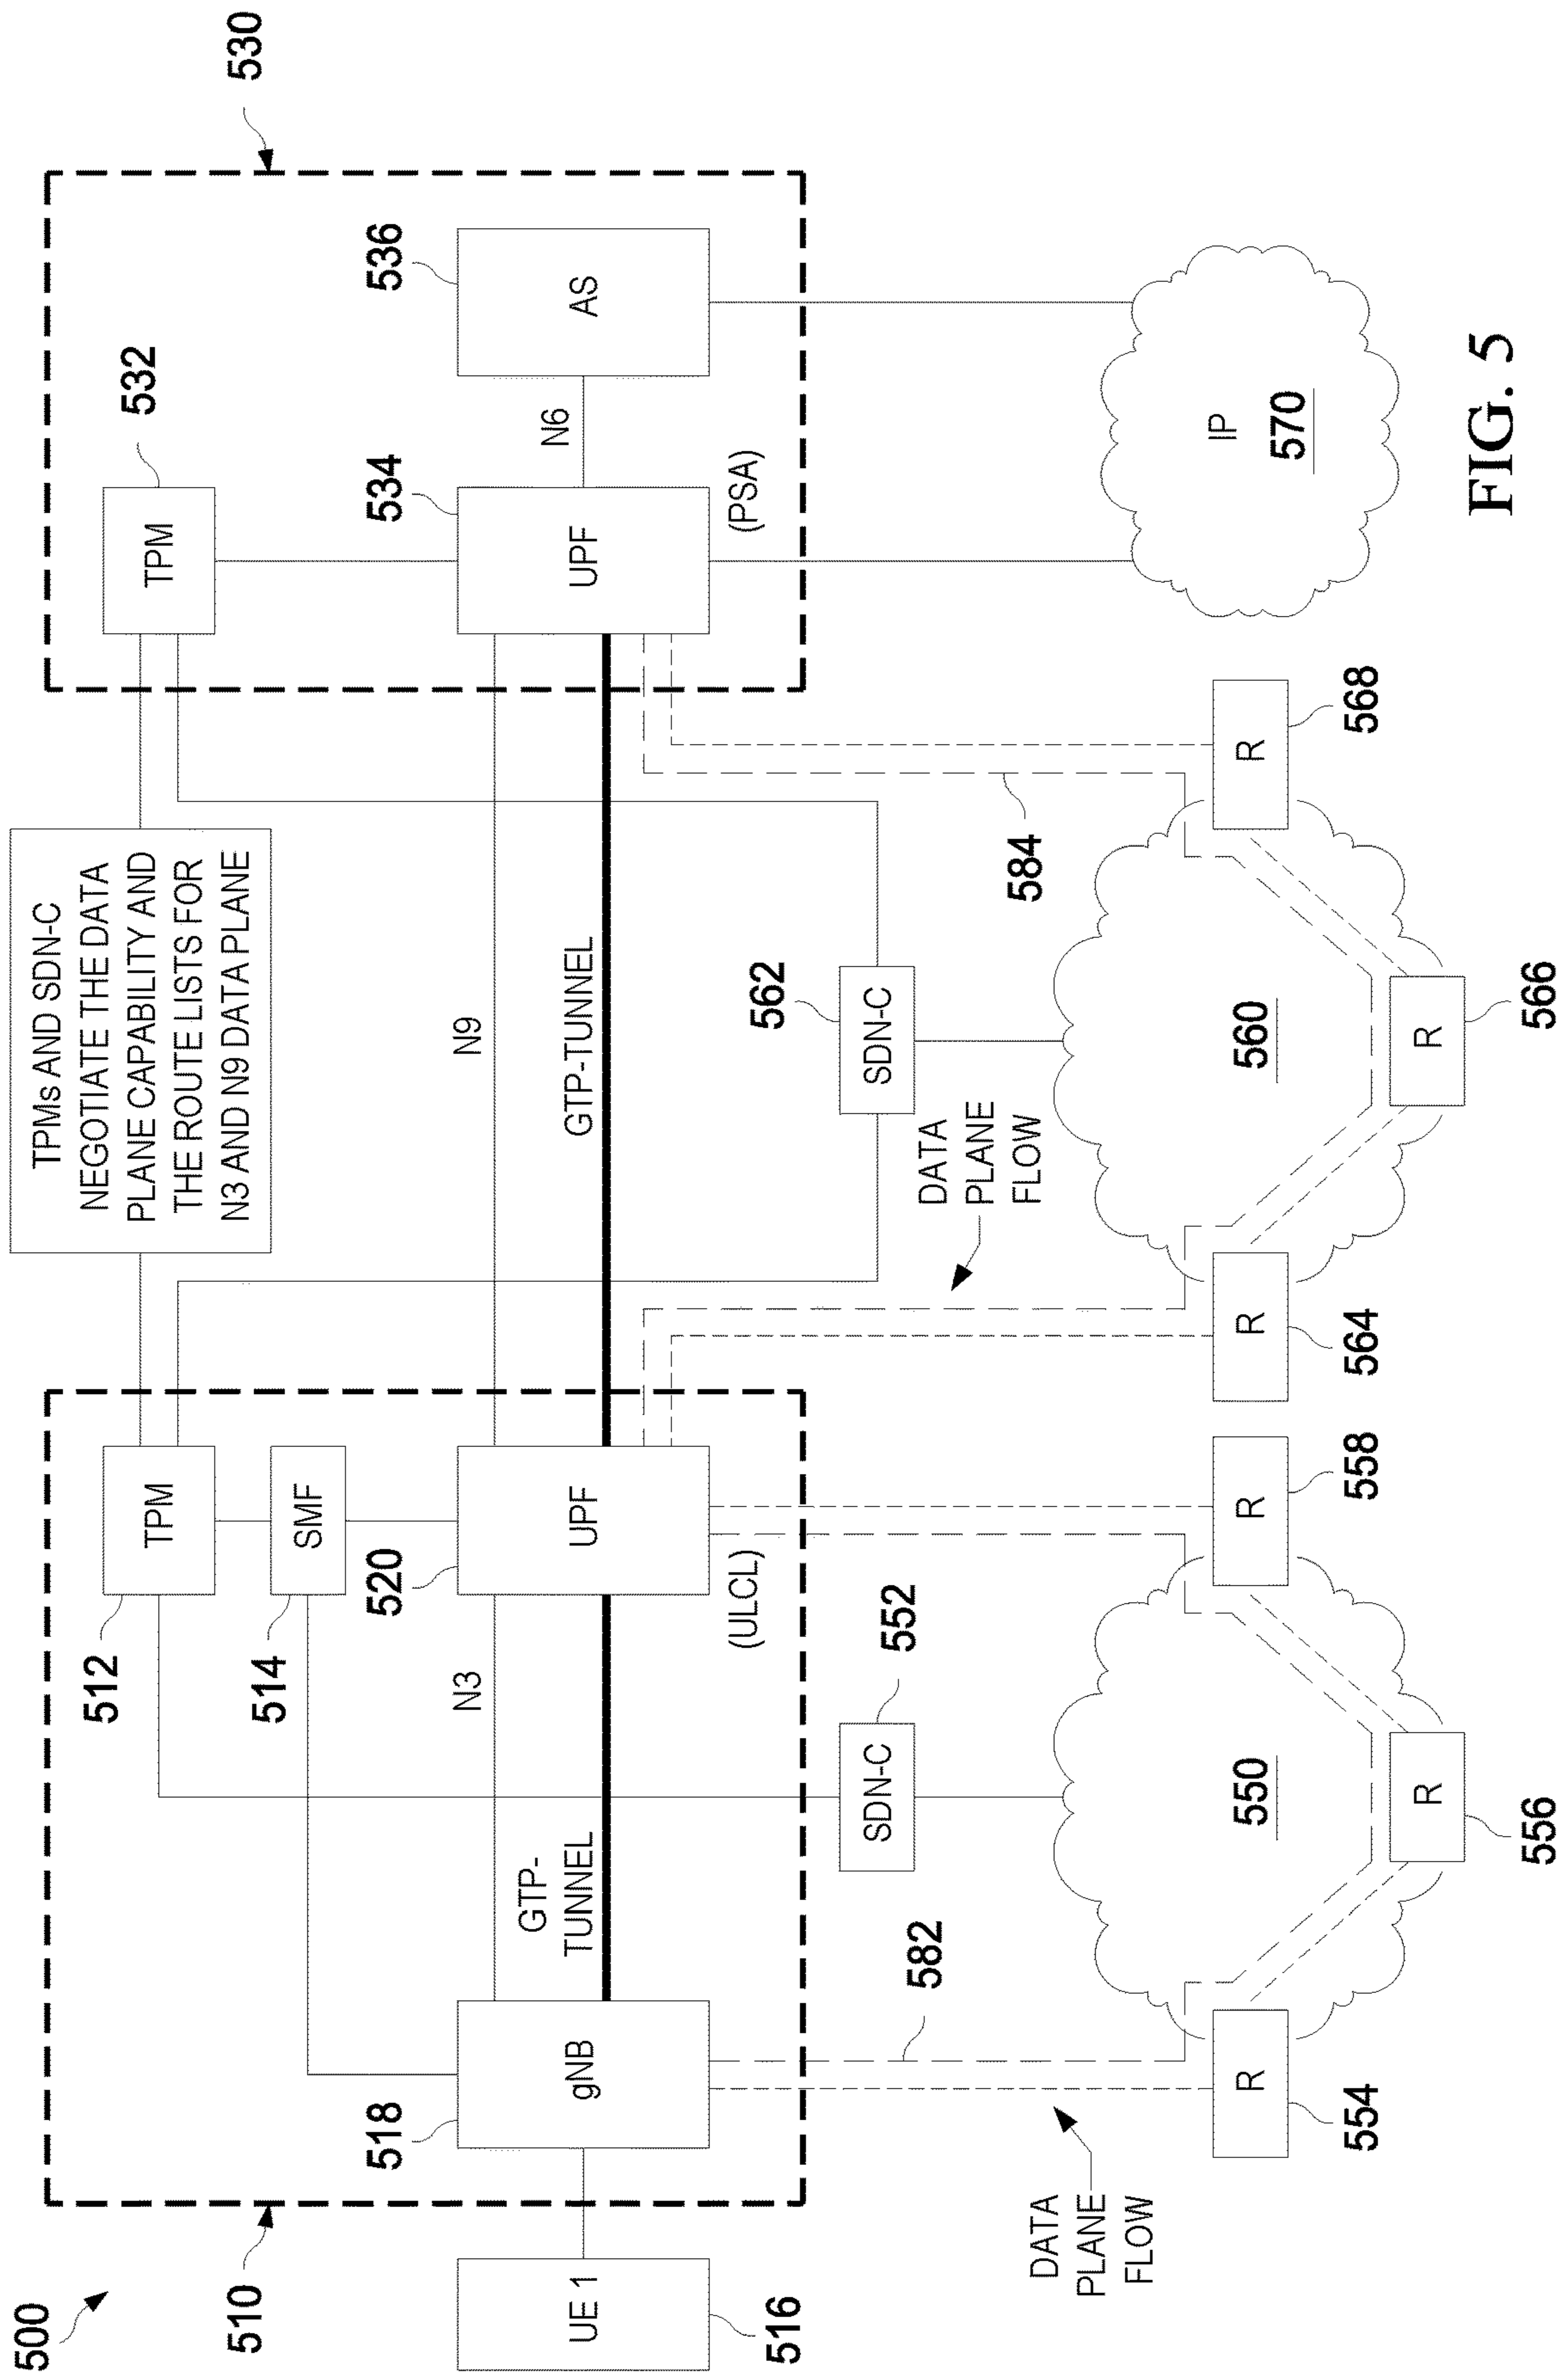 500
510
530
TPMs AND SDN-C
NEGOTIATE THE DATA
PLANE CAPABILITY AND
THE ROUTE LISTS FOR
N3 AND N9 DATA PLANE
512
TPM
TPM
532
514
SMF
516
UE 1
518
gNB
N3
GTP-
TUNNEL
520
UPF
(ULCL)
N9
GTP-TUNNEL
534
UPF
(PSA)
N6
536
AS
552
SDN-C
562
SDN-C
DATA
PLANE
FLOW
582
DATA
PLANE
FLOW
584
550
560
IP
570
R
554
R
556
R
558
R
564
R
566
R
568
FIG. 5